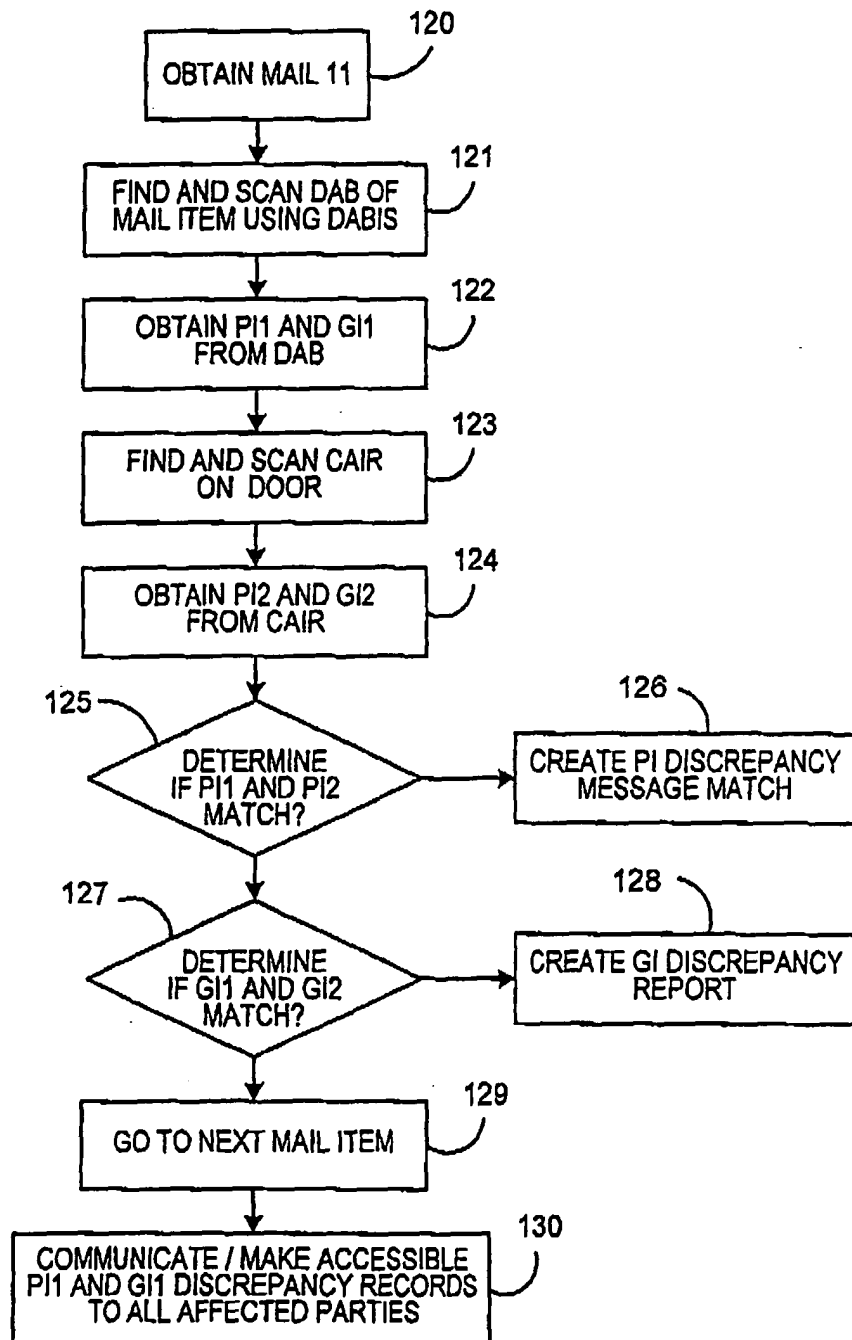 120
OBTAIN MAIL 11
121
FIND AND SCAN DAB OF
MAIL ITEM USING DABIS
122
OBTAIN PI1 AND GI1
FROM DAB
123
FIND AND SCAN CAIR
ON DOOR
124
OBTAIN PI2 AND GI2
FROM CAIR
125
DETERMINE
IF PI1 AND PI2
MATCH?
126
CREATE PI DISCREPANCY
MESSAGE MATCH
127
DETERMINE
IF GI1 AND GI2
MATCH?
128
CREATE GI DISCREPANCY
REPORT
129
GO TO NEXT MAIL ITEM
130
COMMUNICATE / MAKE ACCESSIBLE
PI1 AND GI1 DISCREPANCY RECORDS
TO ALL AFFECTED PARTIES